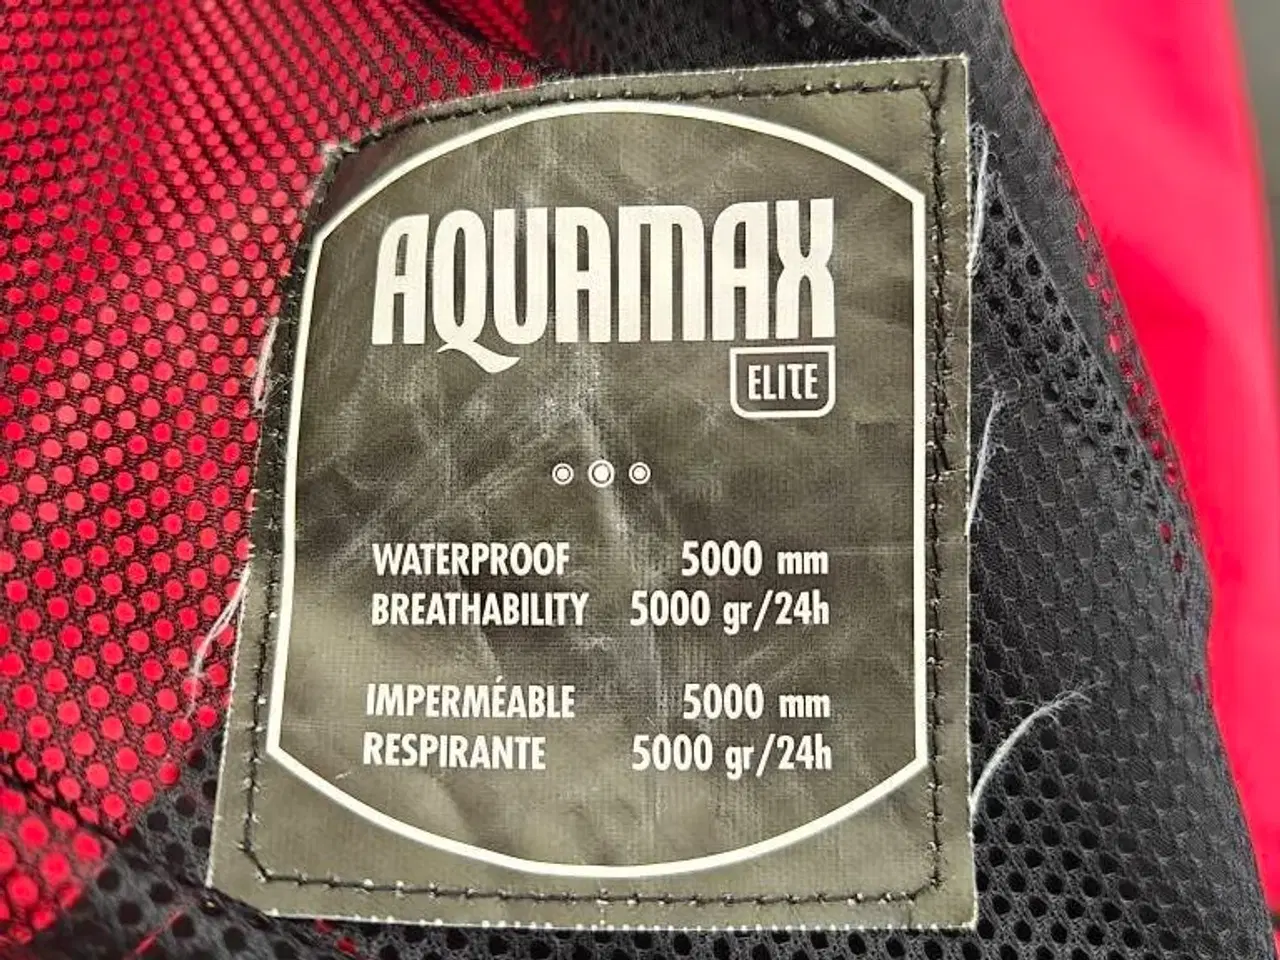 AQUAMAX
ELITE
WATERPROOF 5000 mm
BREATHABILITY 5000 gr/24h
IMPERMÉABLE 5000 mm
RESPIRANTE 5000 gr/24h